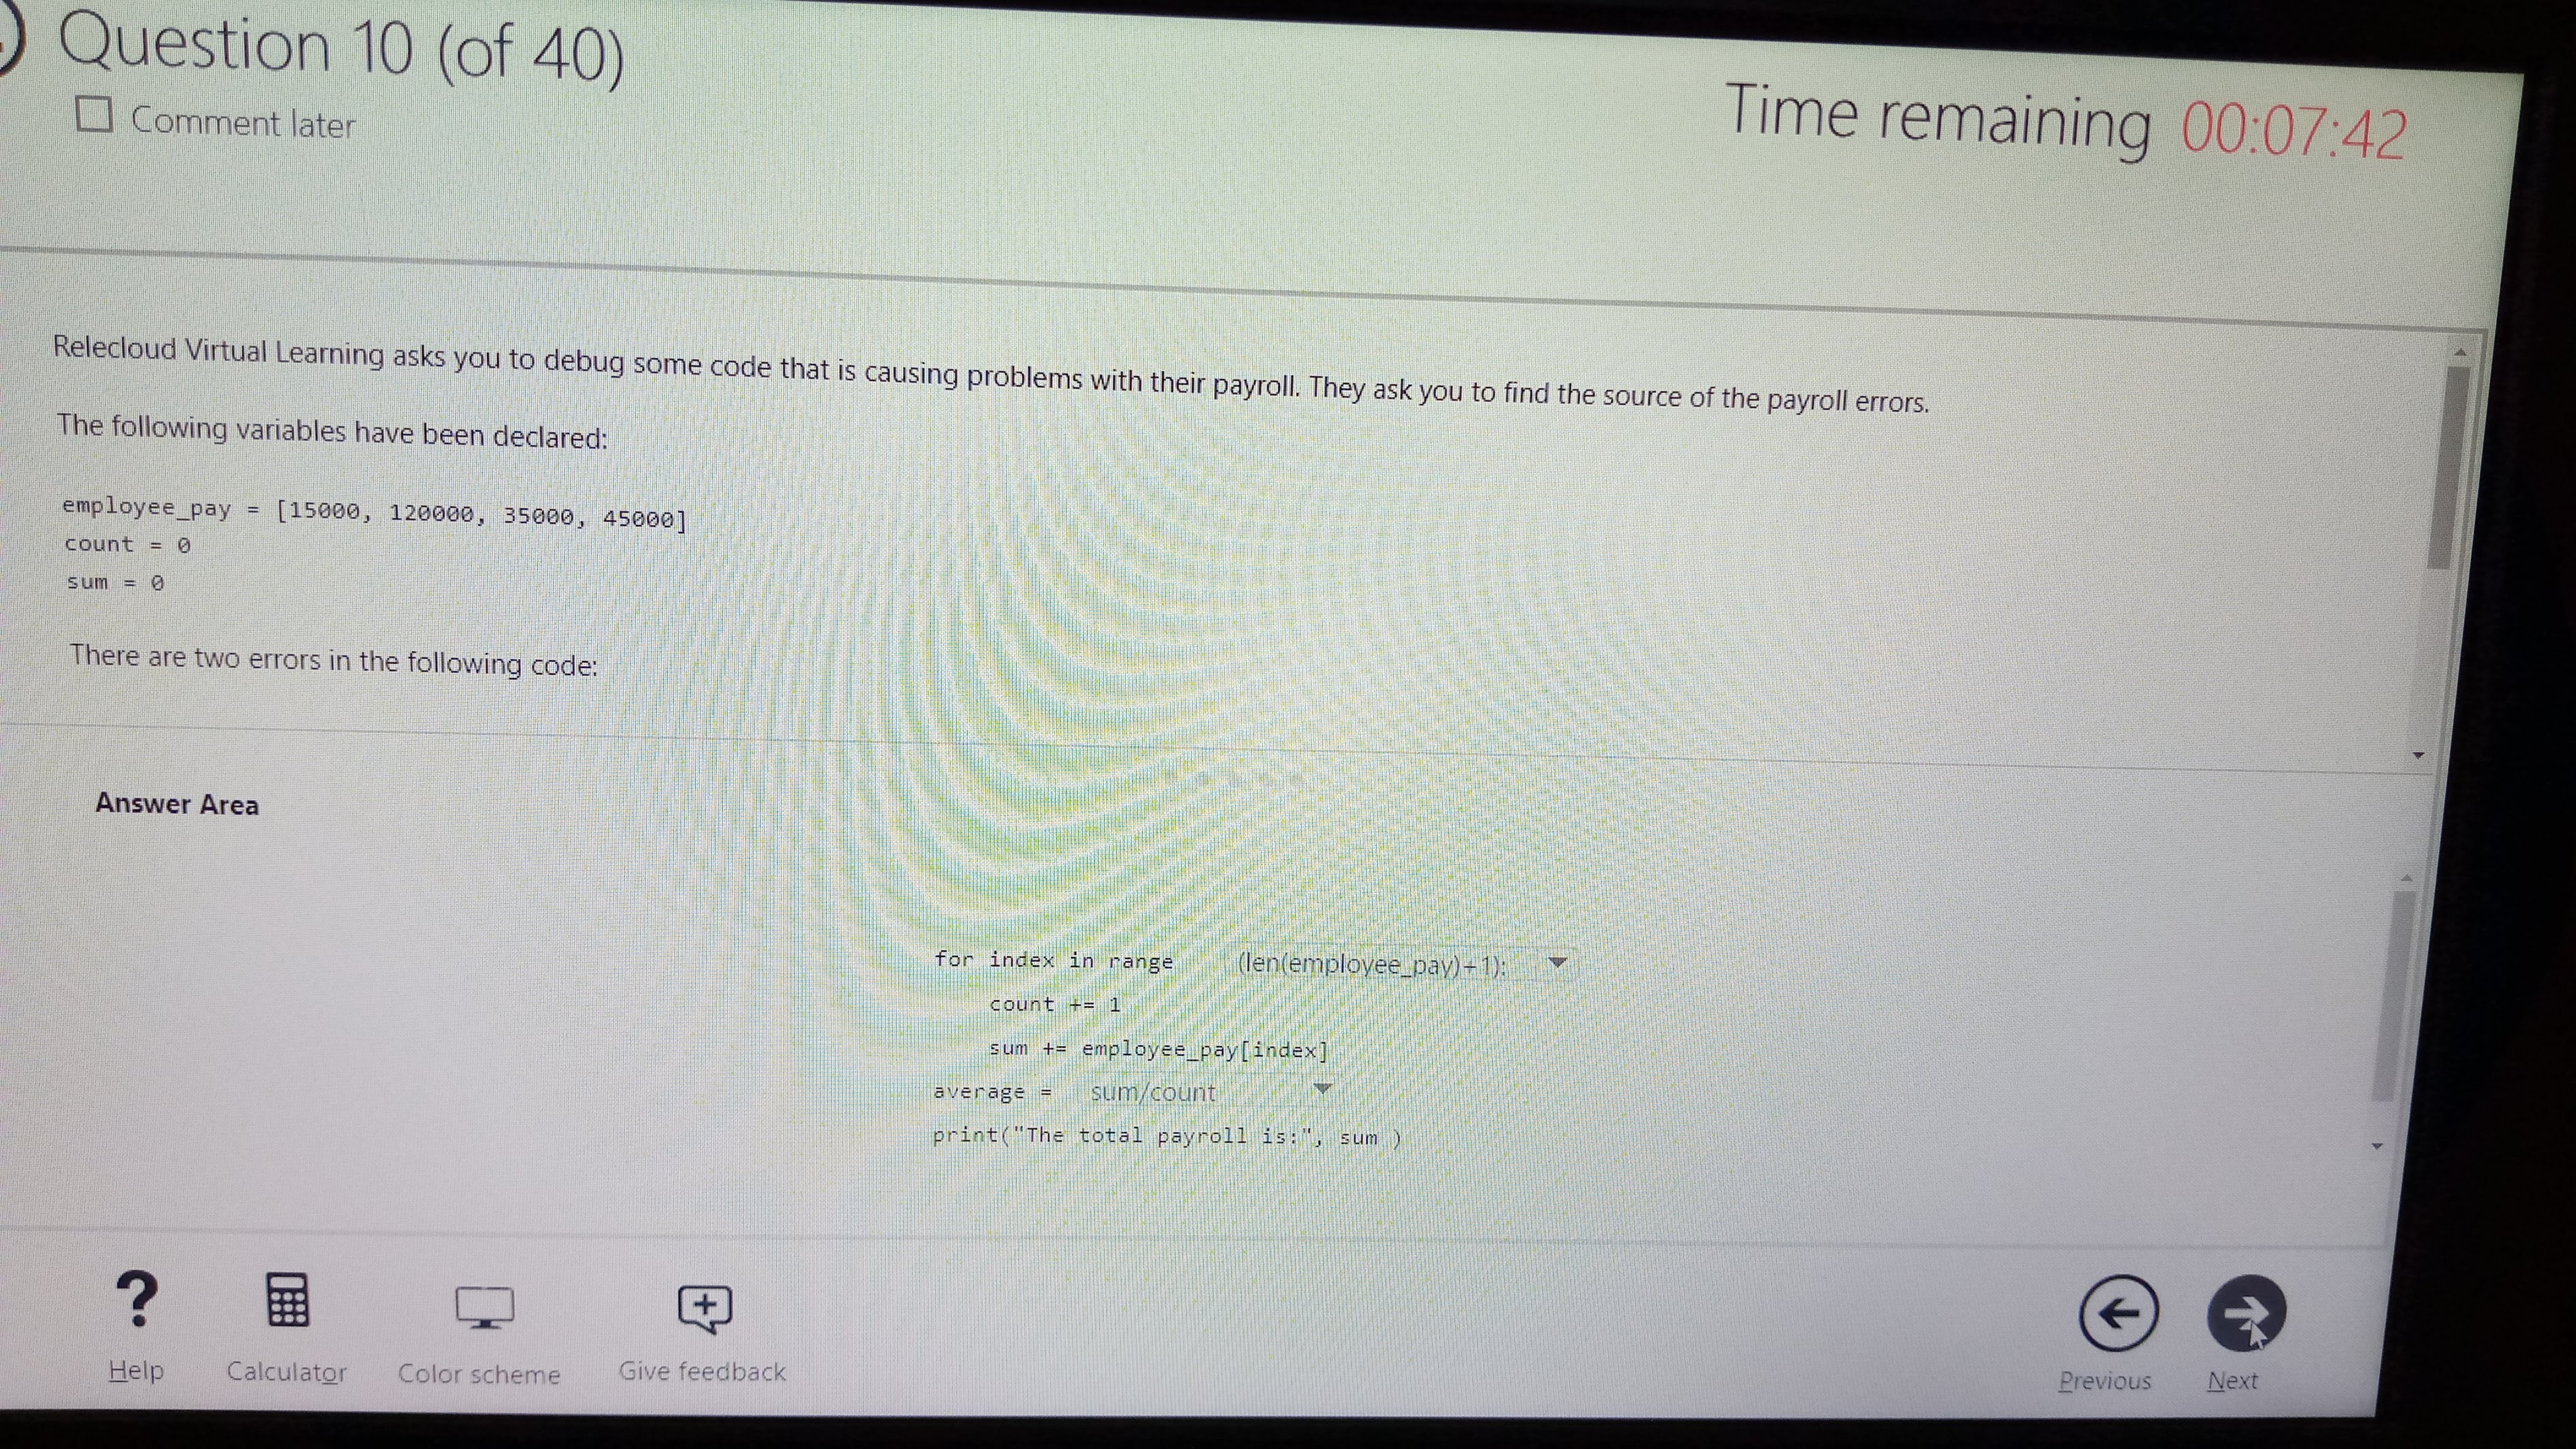 Question 10 (of 40)
Comment later
Time remaining 00:07:42
Relecloud Virtual Learning asks you to debug some code that is causing problems with their payroll. They ask you to find the source of the payroll errors.
The following variables have been declared:
employee_pay = [15000, 120000, 35000, 45000]
count = 0
sum = 0
There are two errors in the following code:
Answer Area
for index in range (len(employee_pay)+1):
count += 1
sum += employee_pay[index]
average = sum/count
print("The total payroll is:", sum )
Help
Calculator
Color scheme
Give feedback
Previous
Next